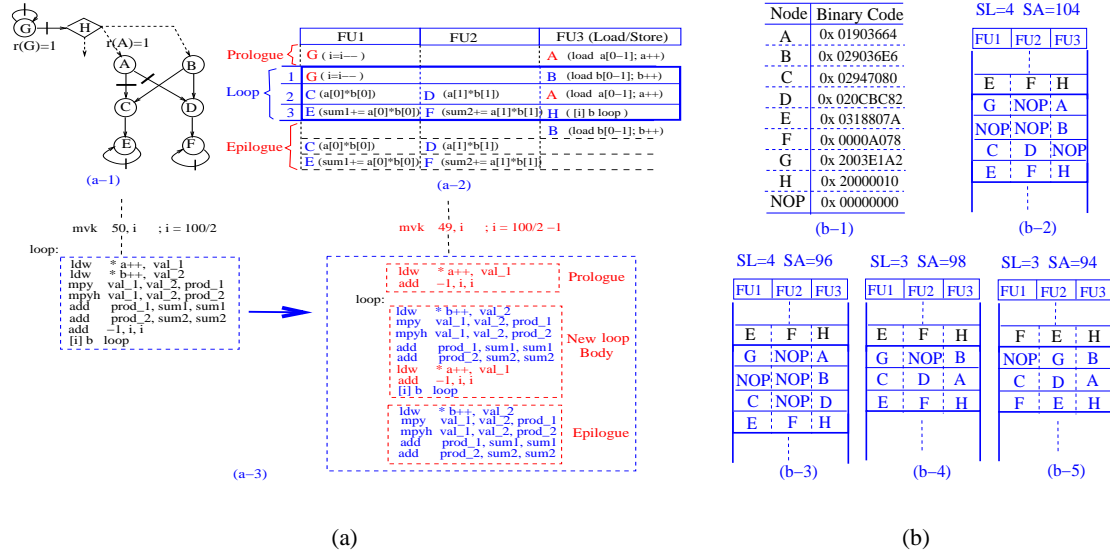 G
H
r(G)=1
r(A)=1
A
B
C
D
E
F
(a−1)
FU1 FU2 FU3 (Load/Store)
Prologue G ( i=i−− ) A (load a[0−1]; a++)
Loop
1 G ( i=i−− ) B (load b[0−1]; b++)
2 C (a[0]*b[0]) D (a[1]*b[1]) A (load a[0−1]; a++)
3 E (sum1+= a[0]*b[0]) F (sum2+= a[1]*b[1]) H ( [i] b loop )
Epilogue
B (load b[0−1]; b++)
C (a[0]*b[0]) D (a[1]*b[1])
E (sum1+= a[0]*b[0]) F (sum2+= a[1]*b[1])
(a−2)
mvk 50, i ; i = 100/2
loop:
ldw * a++, val_1
ldw * b++, val_2
mpy val_1, val_2, prod_1
mpyh val_1, val_2, prod_2
add prod_1, sum1, sum1
add prod_2, sum2, sum2
add −1, i, i
[i] b loop
mvk 49, i ; i = 100/2 −1
ldw * a++, val_1
add −1, i, i
Prologue
loop:
ldw * b++, val_2
mpy val_1, val_2, prod_1
mpyh val_1, val_2, prod_2
add prod_1, sum1, sum1
add prod_2, sum2, sum2
ldw * a++, val_1
add −1, i, i
[i] b loop
New loop
Body
ldw * b++, val_2
mpy val_1, val_2, prod_1
mpyh val_1, val_2, prod_2
add prod_1, sum1, sum1
add prod_2, sum2, sum2
Epilogue
(a−3)
(a)
Node Binary Code
A 0x 01903664
B 0x 029036E6
C 0x 02947080
D 0x 020CBC82
E 0x 0318807A
F 0x 0000A078
G 0x 2003E1A2
H 0x 20000010
NOP 0x 00000000
(b−1)
SL=4 SA=104
FU1 FU2 FU3
E F H
G NOP A
NOP NOP B
C D NOP
E F H
(b−2)
SL=4 SA=96
FU1 FU2 FU3
E F H
G NOP A
NOP NOP B
C NOP D
E F H
(b−3)
SL=3 SA=98
FU1 FU2 FU3
E F H
G NOP B
C D A
E F H
(b−4)
SL=3 SA=94
FU1 FU2 FU3
F E H
NOP G B
C D A
F E H
(b−5)
(b)